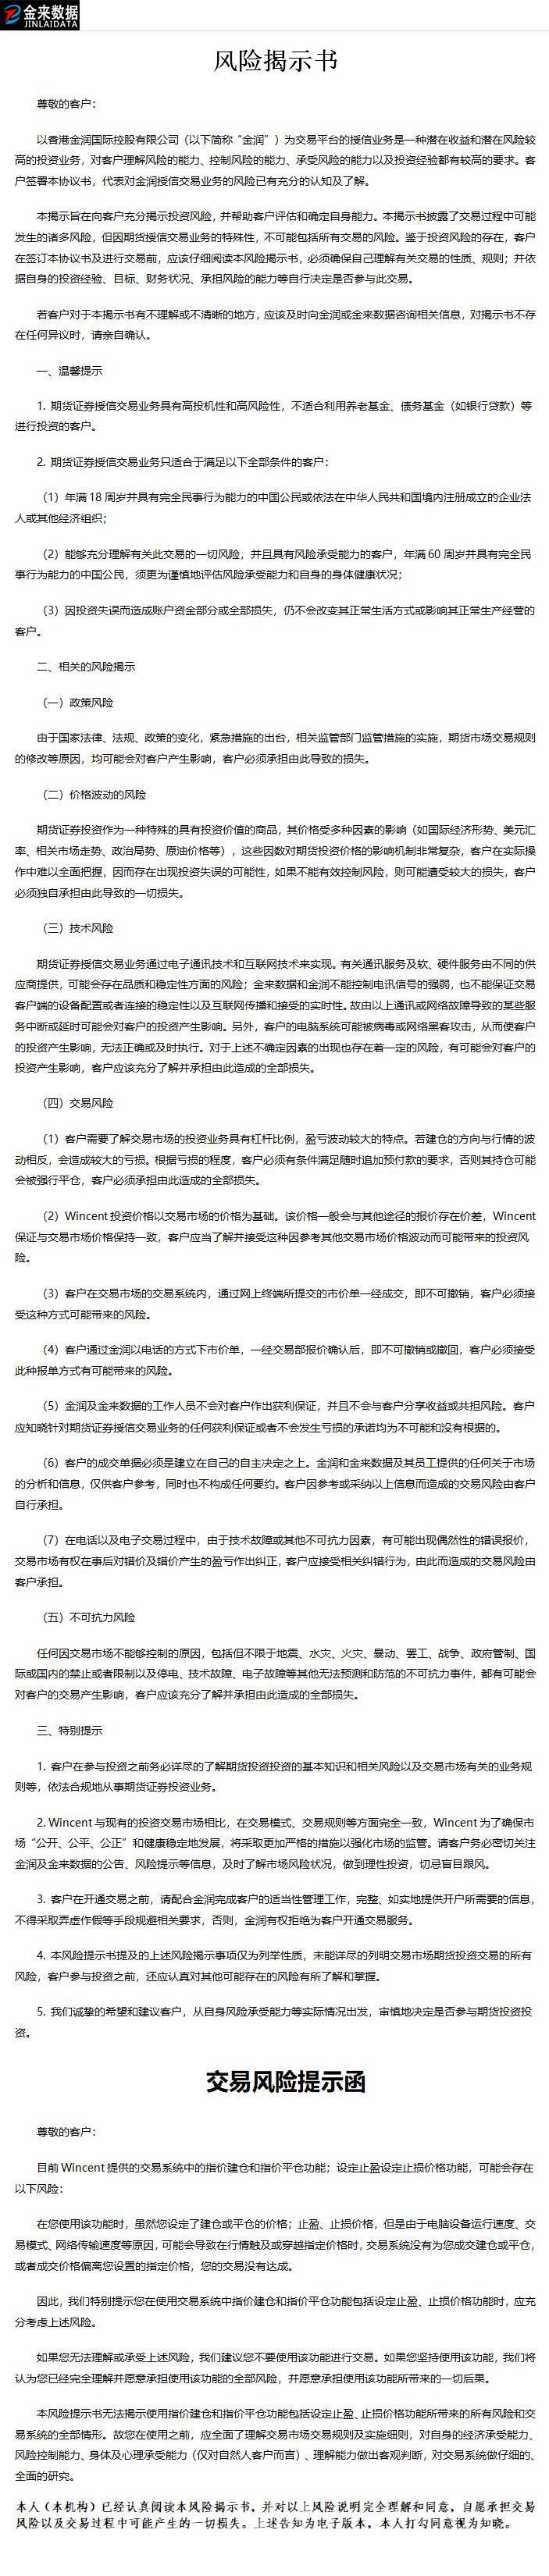 金来数据
JINLAIDATA
风险揭示书
尊敬的客户：
以香港金润国际控股有限公司（以下简称“金润”）为交易平台的授信业务是一种潜在收益和潜在风险较
高的投资业务，对客户理解风险的能力、控制风险的能力、承受风险的能力以及投资经验都有较高的要求。客
户签署本协议书，代表对金润授信交易业务的风险已有充分的认知及了解。
本揭示旨在向客户充分揭示投资风险，并帮助客户评估和确定自身能力。本揭示书披露了交易过程中可能
发生的诸多风险，但因期货授信交易业务的特殊性，不可能包括所有交易的风险。鉴于投资风险的存在，客户
在签订本协议书及进行交易前，应该仔细阅读本风险揭示书，必须确保自己理解有关交易的性质、规则；并依
据自身的投资经验、目标、财务状况、承担风险的能力等自行决定是否参与此交易。
若客户对于本揭示书有不理解或不清晰的地方，应该及时向金润或金来数据咨询相关信息，对揭示书不存
在任何异议时，请亲自确认。
一、温馨提示
1. 期货证券授信交易业务具有高投机性和高风险性，不适合利用养老基金、债务基金（如银行贷款）等
进行投资的客户。
2. 期货证券授信交易业务只适合于满足以下全部条件的客户：
（1）年满 18 周岁并具有完全民事行为能力的中国公民或依法在中华人民共和国境内注册成立的企业法
人或其他经济组织；
（2）能够充分理解有关此交易的一切风险，并且具有风险承受能力的客户，年满 60 周岁并具有完全民
事行为能力的中国公民，须更为谨慎地评估风险承受能力和自身的身体健康状况；
（3）因投资失误而造成账户资金部分或全部损失，仍不会改变其正常生活方式或影响其正常生产经营的
客户。
二、相关的风险揭示
（一）政策风险
由于国家法律、法规、政策的变化，紧急措施的出台，相关监管部门监管措施的实施，期货市场交易规则
的修改等原因，均可能会对客户产生影响，客户必须承担由此导致的损失。
（二）价格波动的风险
期货证券投资作为一种特殊的具有投资价值的商品，其价格受多种因素的影响（如国际经济形势、美元汇
率、相关市场走势、政治局势、原油价格等），这些因数对期货投资价格的影响机制非常复杂，客户在实际操
作中难以全面把握，因而存在出现投资失误的可能性，如果不能有效控制风险，则可能遭受较大的损失，客户
必须独自承担由此导致的一切损失。
（三）技术风险
期货证券授信交易业务通过电子通讯技术和互联网技术来实现。有关通讯服务及软、硬件服务由不同的供
应商提供，可能会存在品质和稳定性方面的风险；金来数据和金润不能控制电讯信号的强弱，也不能保证交易
客户端的设备配置或者连接的稳定性以及互联网传播和接受的实时性。故由以上通讯或网络故障导致的某些服
务中断或延时可能会对客户的投资产生影响。另外，客户的电脑系统可能被病毒或网络黑客攻击，从而使客户
的投资产生影响，无法正确或及时执行。对于上述不确定因素的出现也存在着一定的风险，有可能会对客户的
投资产生影响，客户应该充分了解并承担由此造成的全部损失。
（四）交易风险
（1）客户需要了解交易市场的投资业务具有杠杆比例，盈亏波动较大的特点。若建仓的方向与行情的波
动相反，会造成较大的亏损。根据亏损的程度，客户必须有条件满足随时追加预付款的要求，否则其持仓可能
会被强行平仓，客户必须承担由此造成的全部损失。
（2）Wincent 投资价格以交易市场的价格为基础。该价格一般会与其他途径的报价存在价差，Wincent
保证与交易市场价格保持一致，客户应当了解并接受这种因参考其他交易市场价格波动而可能带来的投资风
险。
（3）客户在交易市场的交易系统内，通过网上终端所提交的市价单一经成交，即不可撤销，客户必须接
受这种方式可能带来的风险。
（4）客户通过金润以电话的方式下市价单，一经交易部报价确认后，即不可撤销或撤回，客户必须接受
此种报单方式有可能带来的风险。
（5）金润及金来数据的工作人员不会对客户作出获利保证，并且不会与客户分享收益或共担风险。客户
应知晓针对期货证券授信交易业务的任何获利保证或者不会发生亏损的承诺均为不可能和没有根据的。
（6）客户的成交单据必须是建立在自己的自主决定之上。金润和金来数据及其员工提供的任何关于市场
的分析和信息，仅供客户参考，同时也不构成任何要约。客户因参考或采纳以上信息而造成的交易风险由客户
自行承担。
（7）在电话以及电子交易过程中，由于技术故障或其他不可抗力因素，有可能出现偶然性的错误报价，
交易市场有权在事后对错价及错价产生的盈亏作出纠正，客户应接受相关纠错行为，由此而造成的交易风险由
客户承担。
（五）不可抗力风险
任何因交易市场不能够控制的原因，包括但不限于地震、水灾、火灾、暴动、罢工、战争、政府管制、国
际或国内的禁止或者限制以及停电、技术故障、电子故障等其他无法预测和防范的不可抗力事件，都有可能会
对客户的交易产生影响，客户应该充分了解并承担由此造成的全部损失。
三、特别提示
1. 客户在参与投资之前务必详尽的了解期货投资投资的基本知识和相关风险以及交易市场有关的业务规
则等，依法合规地从事期货证券投资业务。
2. Wincent 与现有的投资交易市场相比，在交易模式、交易规则等方面完全一致，Wincent 为了确保市
场“公开、公平、公正”和健康稳定地发展，将采取更加严格的措施以强化市场的监管。请客户务必密切关注
金润及金来数据的公告、风险提示等信息，及时了解市场风险状况，做到理性投资，切忌盲目跟风。
3. 客户在开通交易之前，请配合金润完成客户的适当性管理工作，完整、如实地提供开户所需要的信息，
不得采取弄虚作假等手段规避相关要求，否则，金润有权拒绝为客户开通交易服务。
4. 本风险提示书提及的上述风险揭示事项仅为列举性质，未能详尽的列明交易市场期货投资交易的所有
风险，客户参与投资之前，还应认真对其他可能存在的风险有所了解和掌握。
5. 我们诚挚的希望和建议客户，从自身风险承受能力等实际情况出发，审慎地决定是否参与期货投资投
资。
交易风险提示函
尊敬的客户：
目前 Wincent 提供的交易系统中的指价建仓和指价平仓功能；设定止盈设定止损价格功能，可能会存在
以下风险：
在您使用该功能时，虽然您设定了建仓或平仓的价格；止盈、止损价格，但是由于电脑设备运行速度、交
易模式、网络传输速度等原因，可能会导致在行情触及或穿越指定价格时，交易系统没有为您成交建仓或平仓，
或者成交价格偏离您设置的指定价格，您的交易没有达成。
因此，我们特别提示您在使用交易系统中指价建仓和指价平仓功能包括设定止盈、止损价格功能时，应充
分考虑上述风险。
如果您无法理解或承受上述风险，我们建议您不要使用该功能进行交易。如果您坚持使用该功能，我们将
认为您已经完全理解并愿意承担使用该功能的全部风险，并愿意承担使用该功能所带来的一切后果。
本风险提示书无法揭示使用指价建仓和指价平仓功能包括设定止盈、止损价格功能所带来的所有风险和交
易系统的全部情形。故您在使用之前，应全面了理解交易市场交易规则及实施细则，对自身的经济承受能力、
风险控制能力、身体及心理承受能力（仅对自然人客户而言）、理解能力做出客观判断，对交易系统做仔细的、
全面的研究。
本人（本机构）已经认真阅读本风险揭示书，并对以上风险说明完全理解和同意，自愿承担交易
风险以及交易过程中可能产生的一切损失。上述告知为电子版本，本人打勾同意视为知晓。